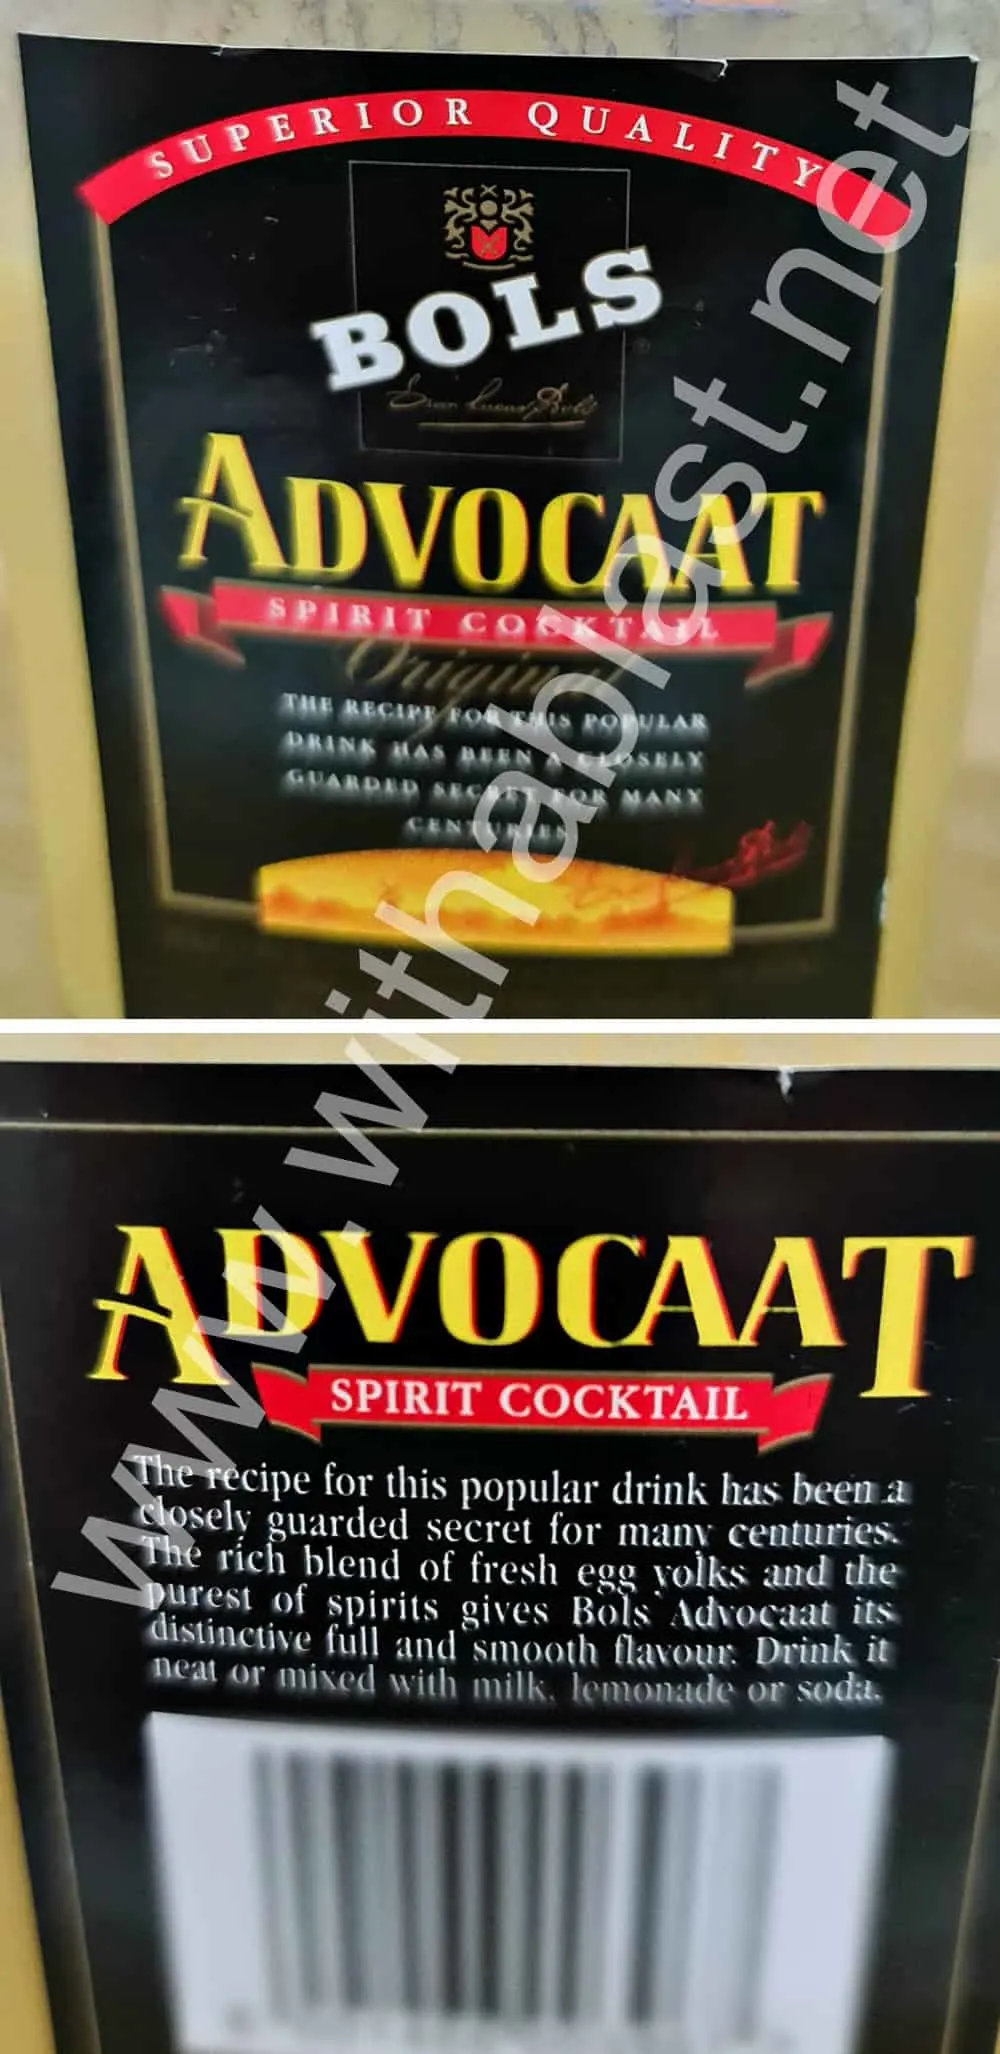 SUPERIOR QUALITY
BOLS
ADVOCAAT
SPIRIT COCKTAIL
Original
THE RECIPE FOR THIS POPULAR
DRINK HAS BEEN A CLOSELY
GUARDED SECRET FOR MANY
CENTURIES
ADVOCAAT
SPIRIT COCKTAIL
The recipe for this popular drink has been a
closely guarded secret for many centuries.
The rich blend of fresh egg yolks and the
purest of spirits gives Bols Advocaat its
distinctive full and smooth flavour. Drink it
neat or mixed with milk, lemonade or soda.
www.withablast.net